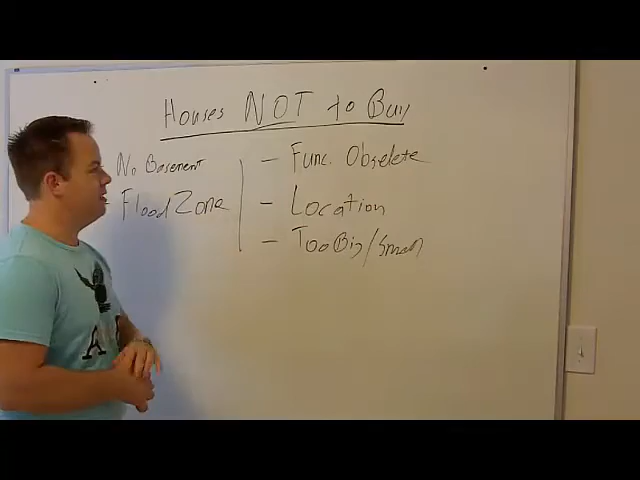 Houses NOT to Buy
No Basement
Flood Zone
- Func. Obselete
- Location
- Too Big/Small
A